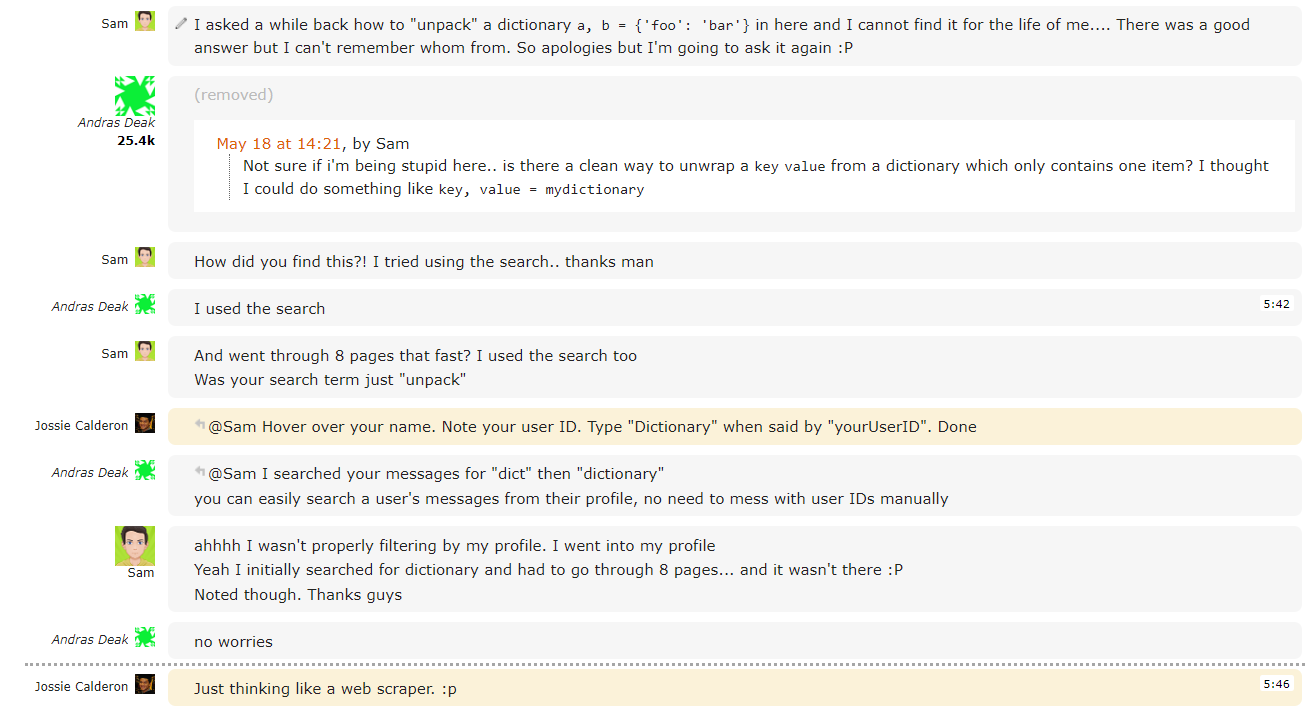 Sam
I asked a while back how to "unpack" a dictionary a, b = {'foo': 'bar'} in here and I cannot find it for the life of me.... There was a good
answer but I can't remember whom from. So apologies but I'm going to ask it again :P
Andras Deak
25.4k
(removed)
May 18 at 14:21, by Sam
Not sure if i'm being stupid here.. is there a clean way to unwrap a key value from a dictionary which only contains one item? I thought
I could do something like key, value = mydictionary
Sam
How did you find this?! I tried using the search.. thanks man
Andras Deak
I used the search
5:42
Sam
And went through 8 pages that fast? I used the search too
Was your search term just "unpack"
Jossie Calderon
@Sam Hover over your name. Note your user ID. Type "Dictionary" when said by "yourUserID". Done
Andras Deak
@Sam I searched your messages for "dict" then "dictionary"
you can easily search a user's messages from their profile, no need to mess with user IDs manually
Sam
ahhhh I wasn't properly filtering by my profile. I went into my profile
Yeah I initially searched for dictionary and had to go through 8 pages... and it wasn't there :P
Noted though. Thanks guys
Andras Deak
no worries
Jossie Calderon
Just thinking like a web scraper. :p
5:46